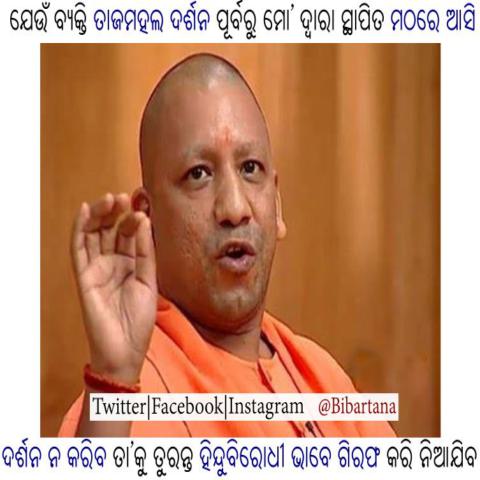 ଯେଉଁ ବ୍ୟକ୍ତି ତାଜମହଲ ଦର୍ଶନ ପୂର୍ବରୁ ମୋ' ଦ୍ଵାରା ସ୍ଥାପିତ ମଠରେ ଆସି
Twitter|Facebook|Instagram @Bibartana
ଦର୍ଶନ ନ କରିବ ତା'କୁ ତୁରନ୍ତ ହିନ୍ଦୁବିରୋଧୀ ଭାବେ ଗିରଫ କରି ନିଆଯିବ